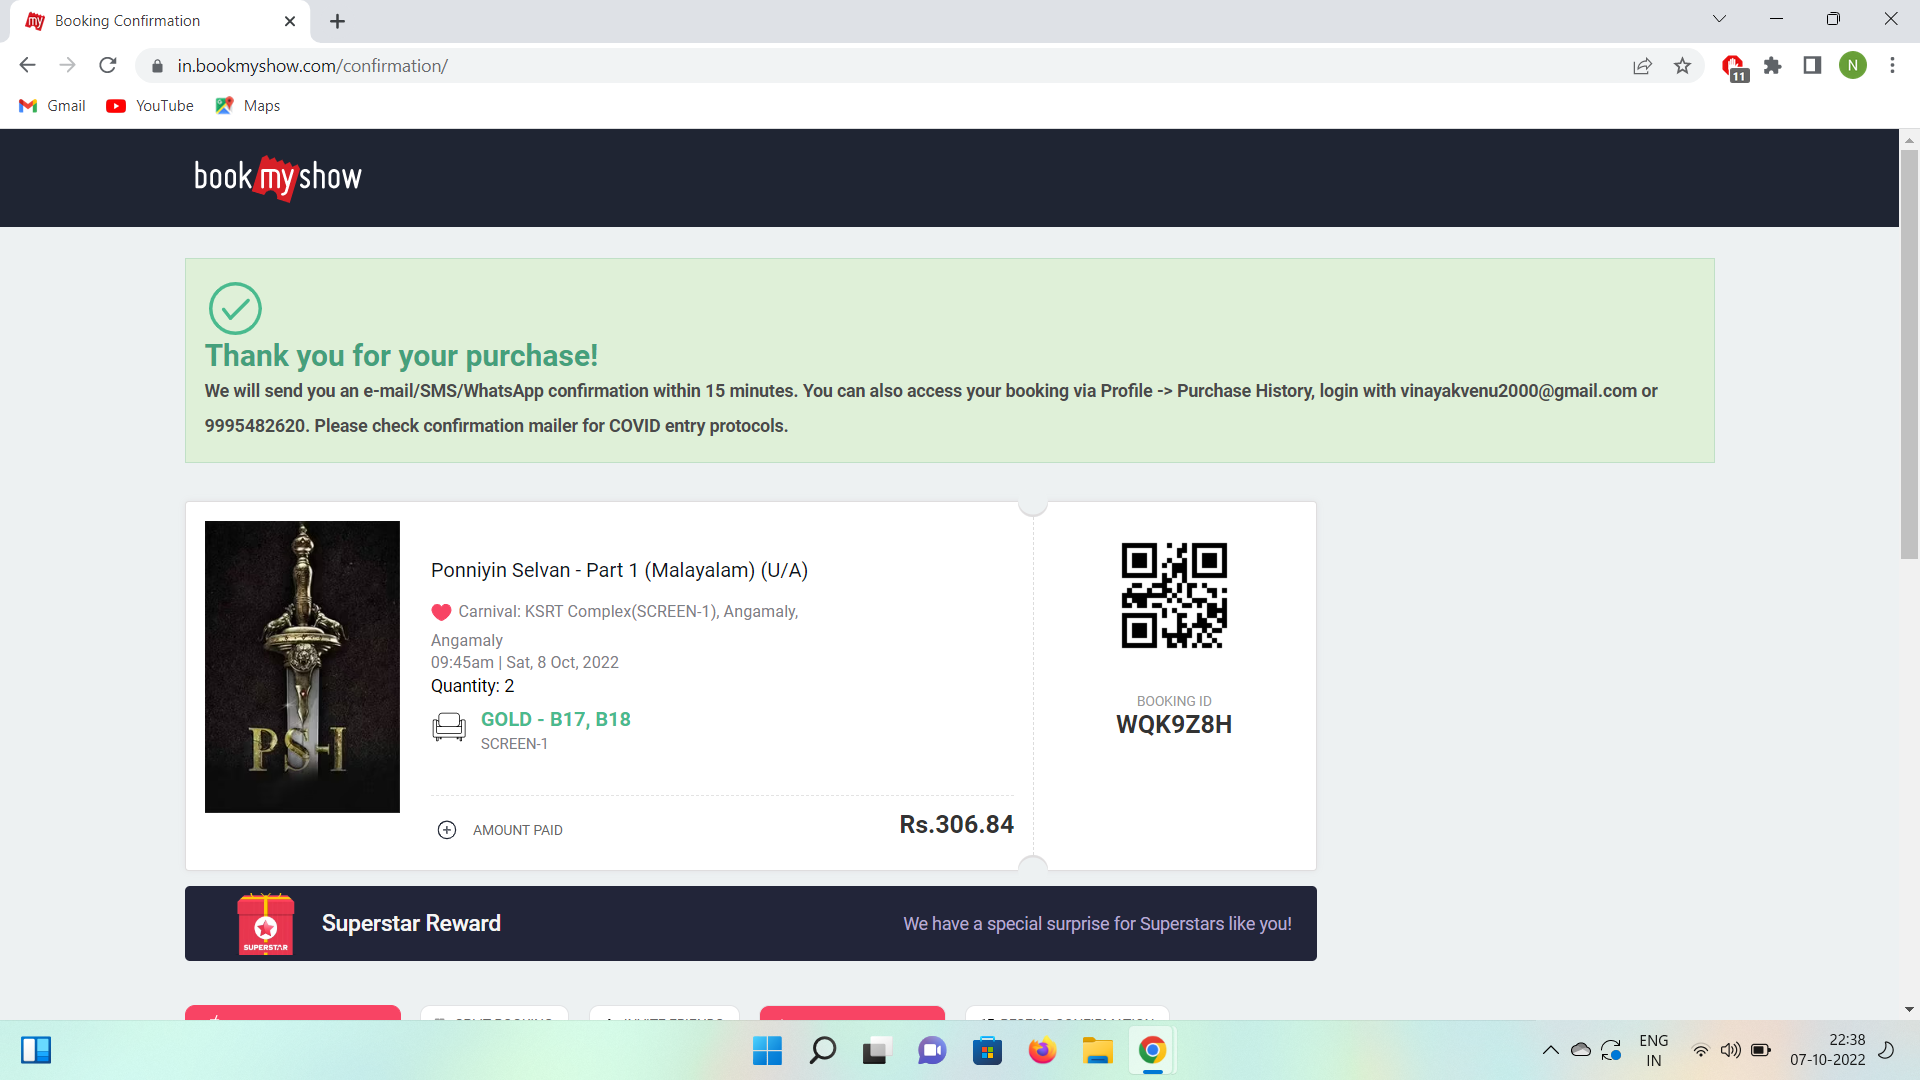 Booking Confirmation
in.bookmyshow.com/confirmation/
11
N
Gmail
YouTube
Maps
book my show
Thank you for your purchase!
We will send you an e-mail/SMS/WhatsApp confirmation within 15 minutes. You can also access your booking via Profile -> Purchase History, login with vinayakvenu2000@gmail.com or
9995482620. Please check confirmation mailer for COVID entry protocols.
PS-I
Ponniyin Selvan - Part 1 (Malayalam) (U/A)
Carnival: KSRT Complex(SCREEN-1), Angamaly,
Angamaly
09:45am | Sat, 8 Oct, 2022
Quantity: 2
GOLD - B17, B18
SCREEN-1
AMOUNT PAID
Rs.306.84
BOOKING ID
WQK9Z8H
SUPERSTAR
Superstar Reward
We have a special surprise for Superstars like you!
ENG
IN
22:38
07-10-2022